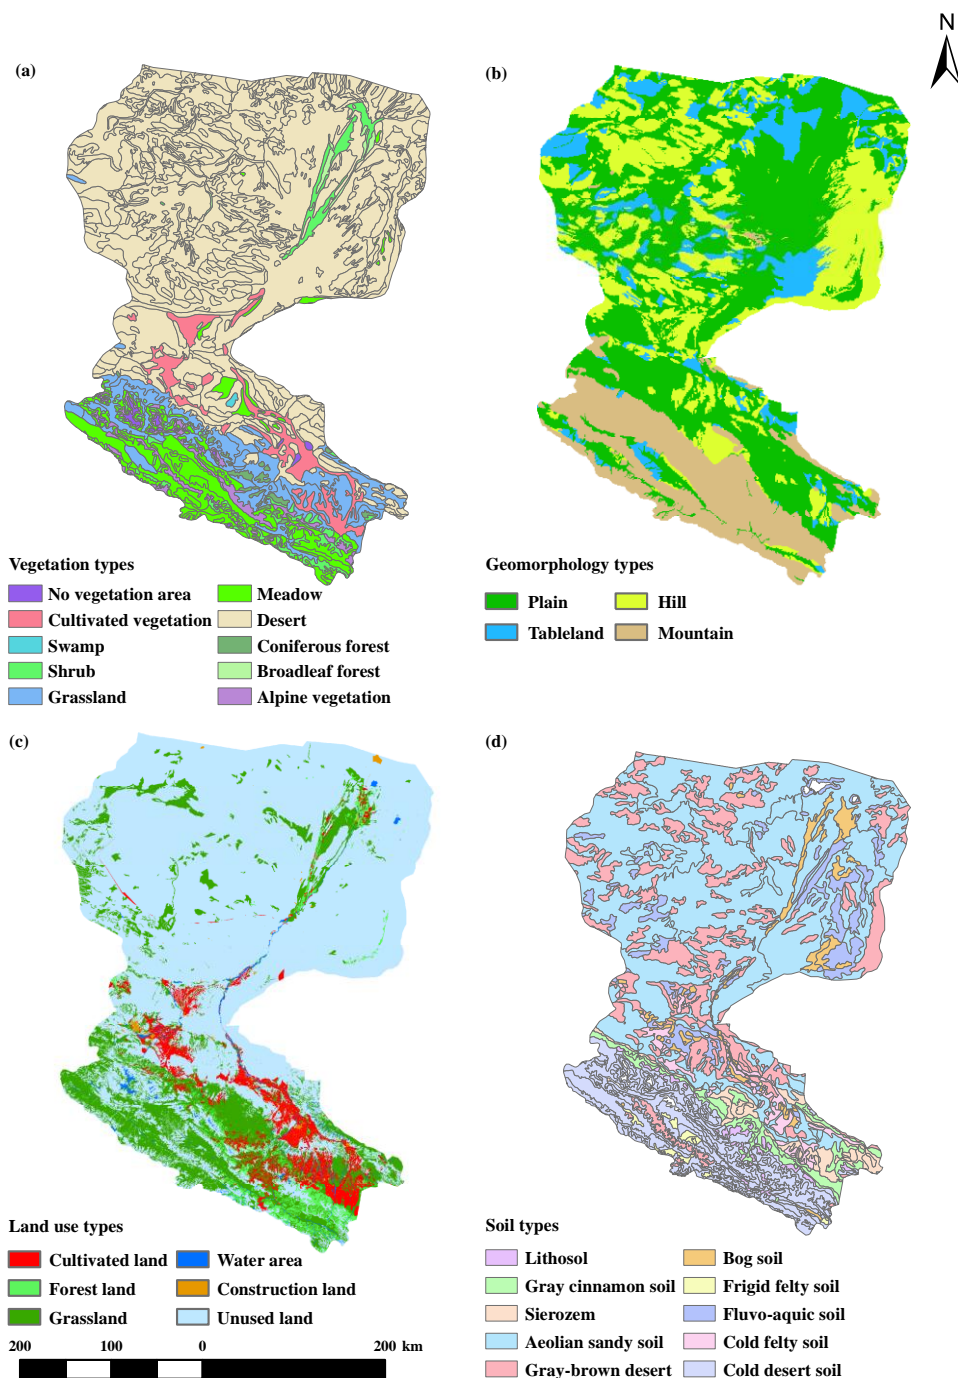 N
(a)
(b)
Vegetation types
No vegetation area
Meadow
Cultivated vegetation
Desert
Swamp
Coniferous forest
Shrub
Broadleaf forest
Grassland
Alpine vegetation
Geomorphology types
Plain
Hill
Tableland
Mountain
(c)
(d)
Land use types
Cultivated land
Water area
Forest land
Construction land
Grassland
Unused land
200 100 0 200 km
Soil types
Lithosol
Bog soil
Gray cinnamon soil
Frigid felty soil
Sierozem
Fluvo-aquic soil
Aeolian sandy soil
Cold felty soil
Gray-brown desert
Cold desert soil